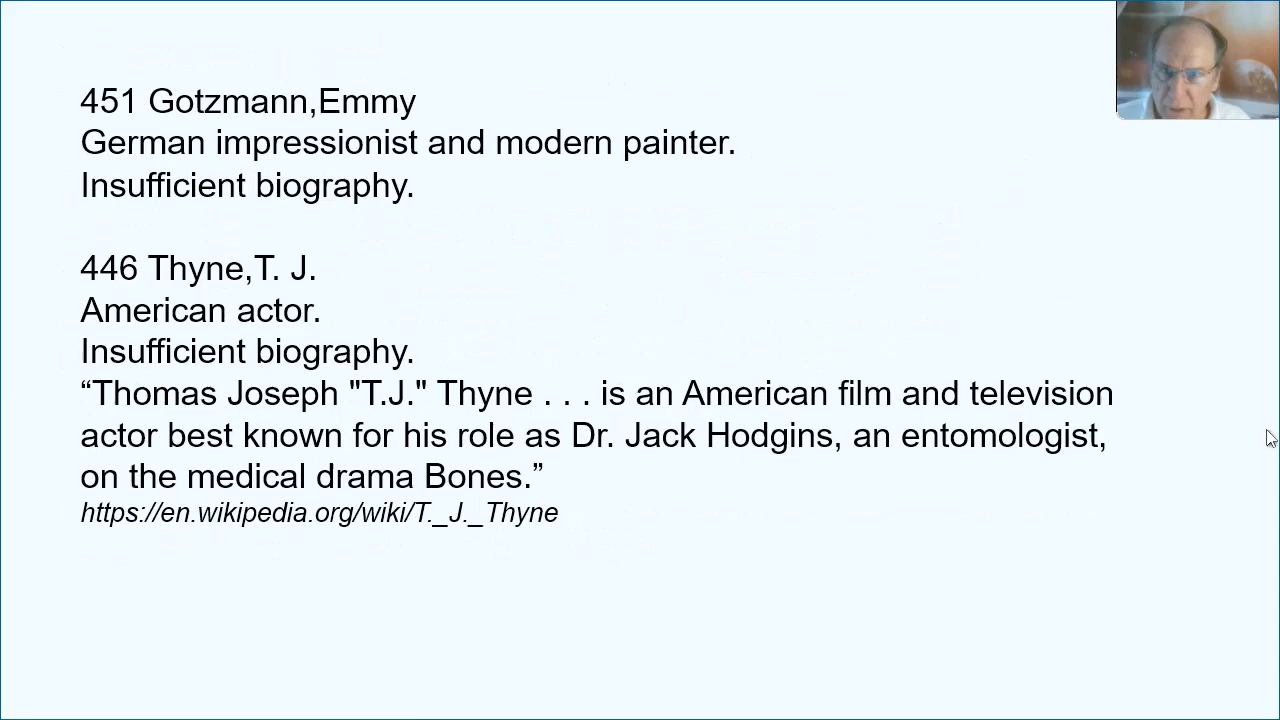 451 Gotzmann,Emmy
German impressionist and modern painter.
Insufficient biography.
446 Thyne,T. J.
American actor.
Insufficient biography.
“Thomas Joseph "T.J." Thyne . . . is an American film and television
actor best known for his role as Dr. Jack Hodgins, an entomologist,
on the medical drama Bones.”
https://en.wikipedia.org/wiki/T._J._Thyne